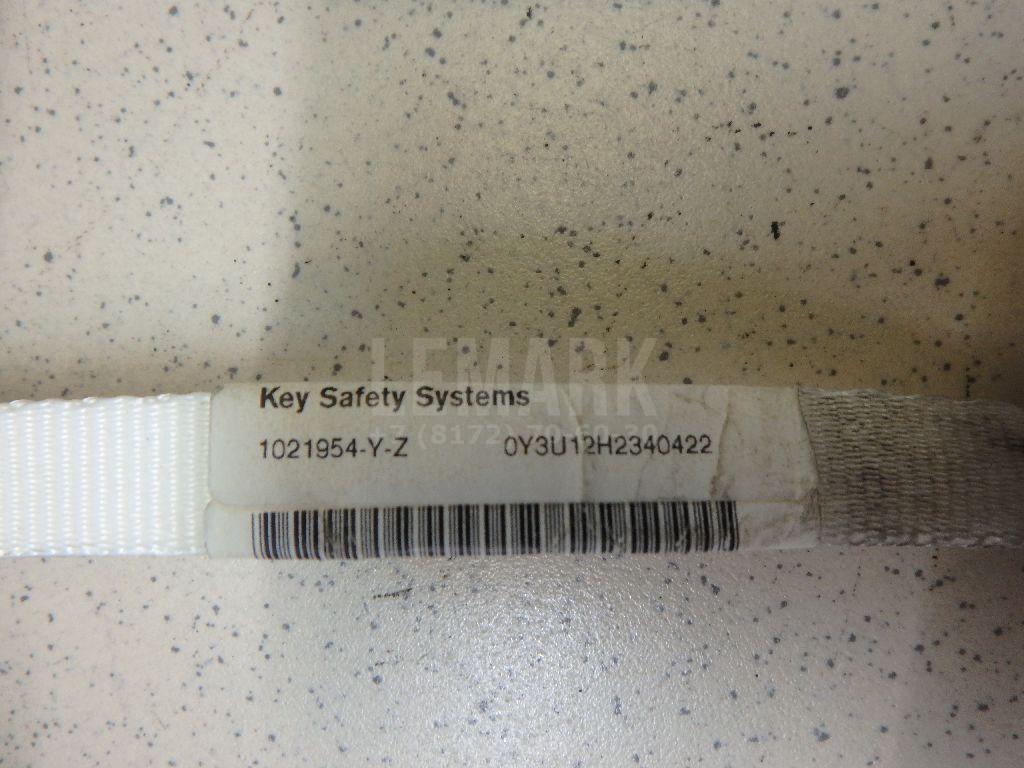 LEMARK
Key Safety Systems
+7 (8172) 70-60-30
1021954-Y-Z 0Y3U12H2340422